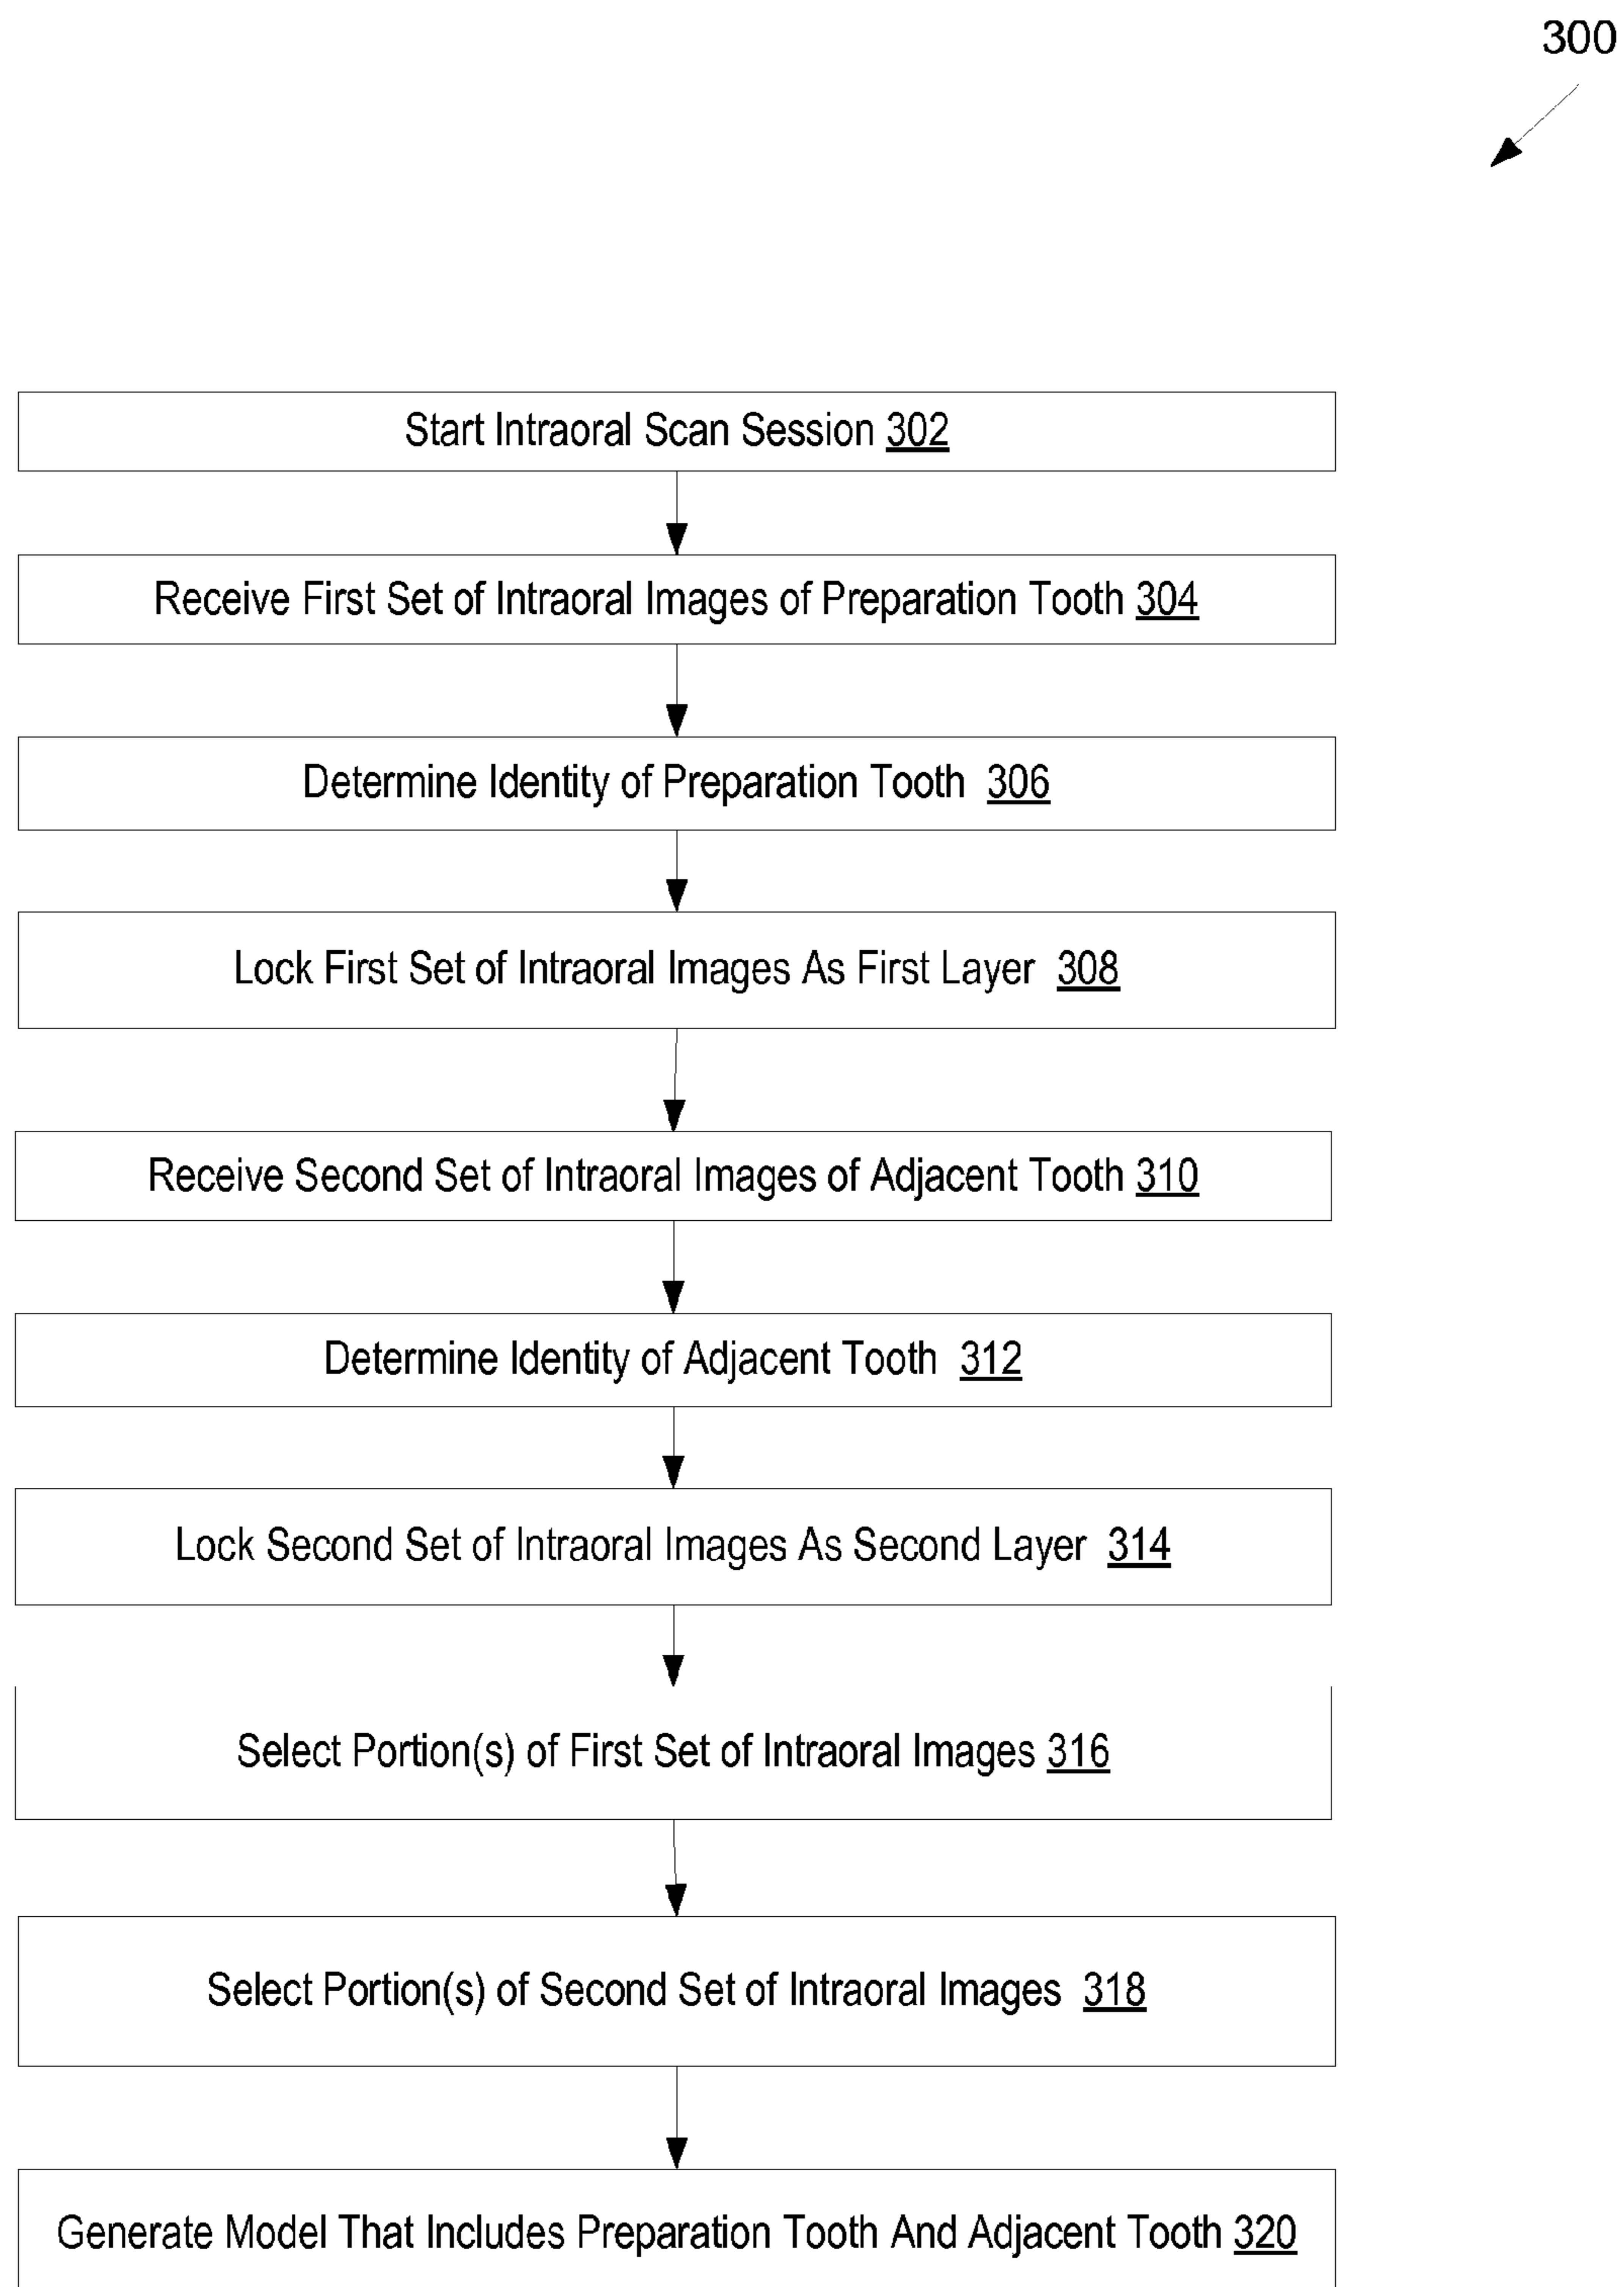 300
Start Intraoral Scan Session 302
Receive First Set of Intraoral Images of Preparation Tooth 304
Determine Identity of Preparation Tooth 306
Lock First Set of Intraoral Images As First Layer 308
Receive Second Set of Intraoral Images of Adjacent Tooth 310
Determine Identity of Adjacent Tooth 312
Lock Second Set of Intraoral Images As Second Layer 314
Select Portion(s) of First Set of Intraoral Images 316
Select Portion(s) of Second Set of Intraoral Images 318
Generate Model That Includes Preparation Tooth And Adjacent Tooth 320